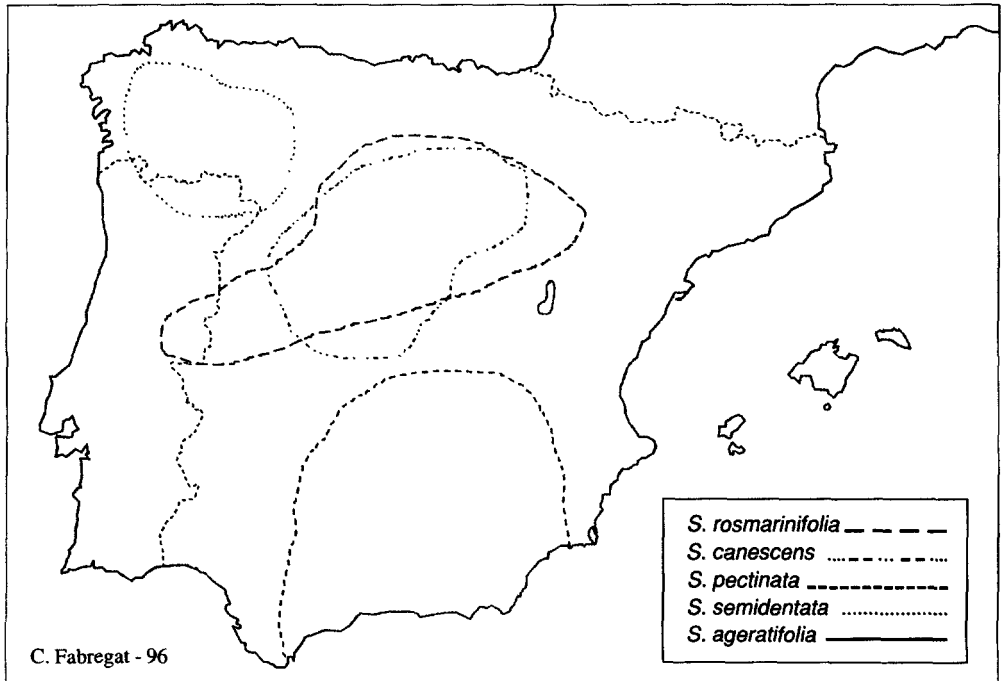 S. rosmarinifolia
S. canescens
S. pectinata
S. semidentata
S. ageratifolia
C. Fabregat - 96